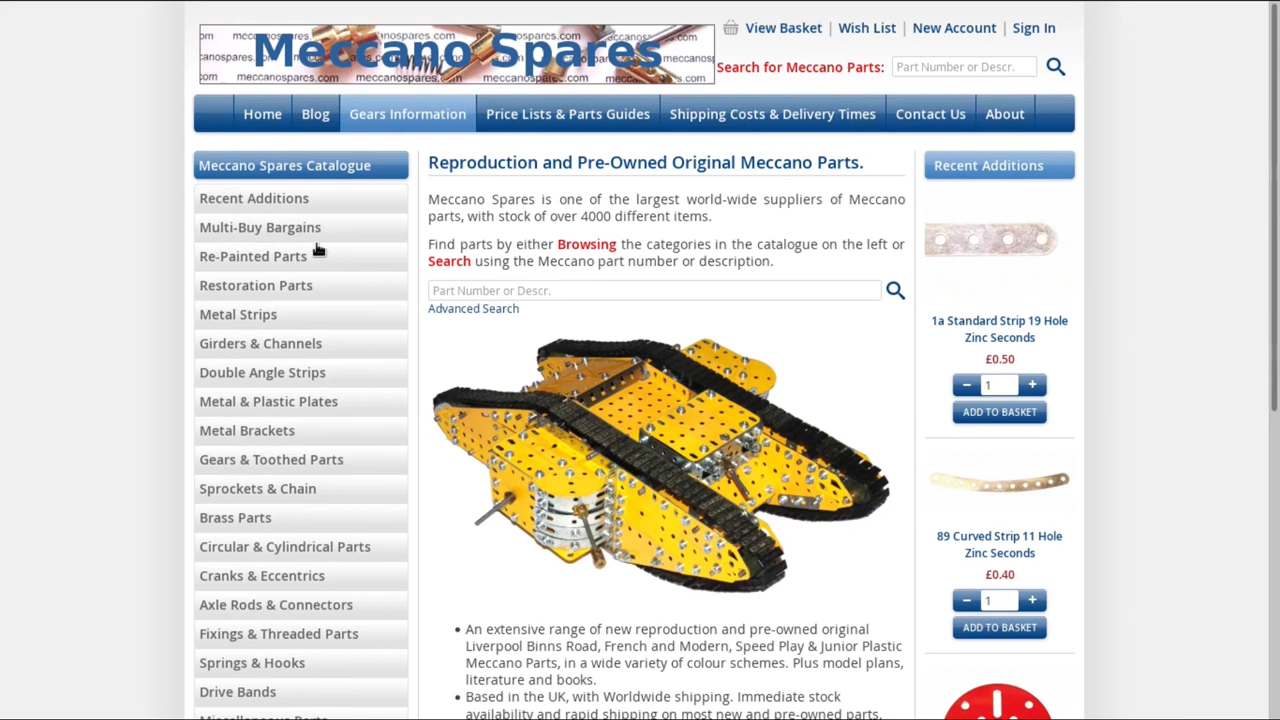 Meccano Spares
View Basket | Wish List | New Account | Sign In
Search for Meccano Parts: Part Number or Descr.
Home Blog Gears Information Price Lists & Parts Guides Shipping Costs & Delivery Times Contact Us About
Meccano Spares Catalogue
Recent Additions
Multi-Buy Bargains
Re-Painted Parts
Restoration Parts
Metal Strips
Girders & Channels
Double Angle Strips
Metal & Plastic Plates
Metal Brackets
Gears & Toothed Parts
Sprockets & Chain
Brass Parts
Circular & Cylindrical Parts
Cranks & Eccentrics
Axle Rods & Connectors
Fixings & Threaded Parts
Springs & Hooks
Drive Bands
Reproduction and Pre-Owned Original Meccano Parts.
Meccano Spares is one of the largest world-wide suppliers of Meccano
parts, with stock of over 4000 different items.
Find parts by either Browsing the categories in the catalogue on the left or
Search using the Meccano part number or description.
Part Number or Descr.
Advanced Search
• An extensive range of new reproduction and pre-owned original
Liverpool Binns Road, French and Modern, Speed Play & Junior Plastic
Meccano Parts, in a wide variety of colour schemes. Plus model plans,
literature and books.
• Based in the UK, with Worldwide shipping. Immediate stock
availability and rapid shipping on most new and pre-owned parts.
Recent Additions
1a Standard Strip 19 Hole
Zinc Seconds
£0.50
− 1 +
ADD TO BASKET
89 Curved Strip 11 Hole
Zinc Seconds
£0.40
− 1 +
ADD TO BASKET